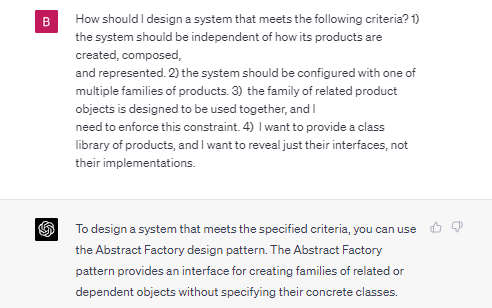 B
How should I design a system that meets the following criteria? 1)
the system should be independent of how its products are
created, composed,
and represented. 2) the system should be configured with one of
multiple families of products. 3)  the family of related product
objects is designed to be used together, and I
need to enforce this constraint. 4)  I want to provide a class
library of products, and I want to reveal just their interfaces, not
their implementations.
To design a system that meets the specified criteria, you can use
the Abstract Factory design pattern. The Abstract Factory
pattern provides an interface for creating families of related or
dependent objects without specifying their concrete classes.